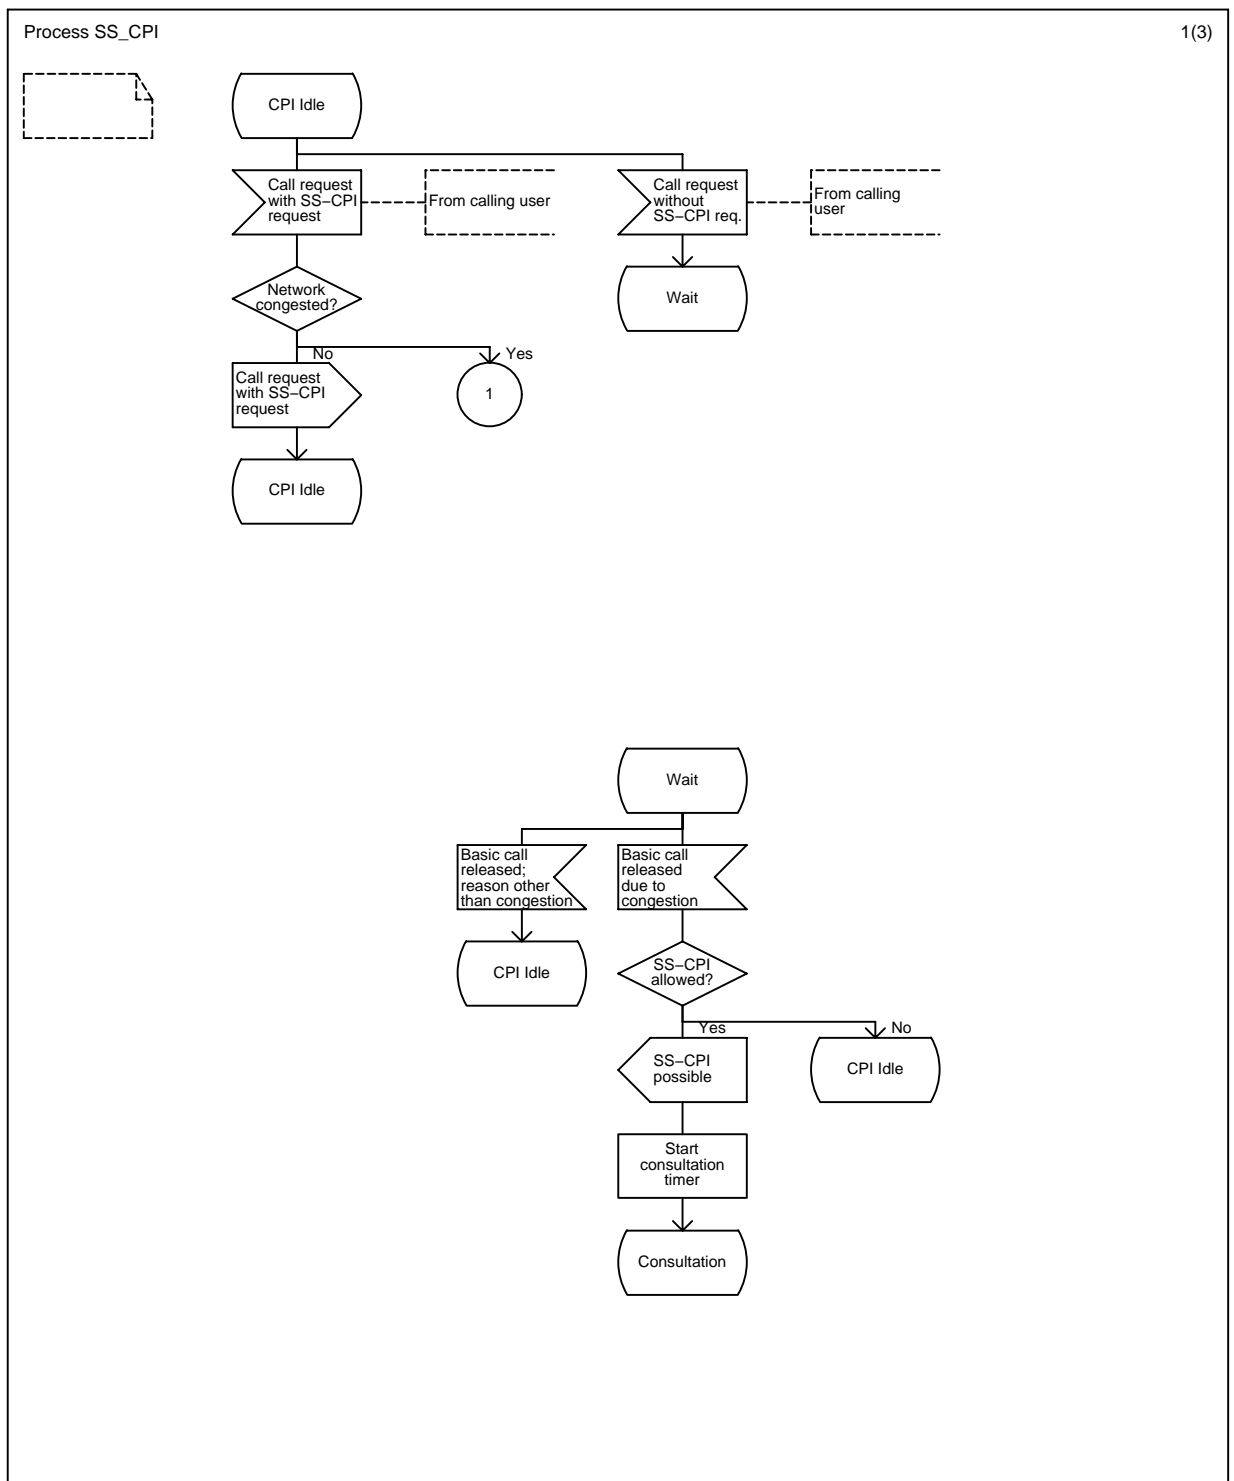 Process SS_CPI
1(3)
CPI Idle
Call request
with SS–CPI
request
From calling user
Call request
without
SS–CPI req.
From calling
user
Network
congested?
Wait
No
Yes
Call request
with SS–CPI
request
1
CPI Idle
Wait
Basic call
released;
reason other
than congestion
Basic call
released
due to
congestion
CPI Idle
SS–CPI
allowed?
Yes
No
SS–CPI
possible
CPI Idle
Start
consultation
timer
Consultation